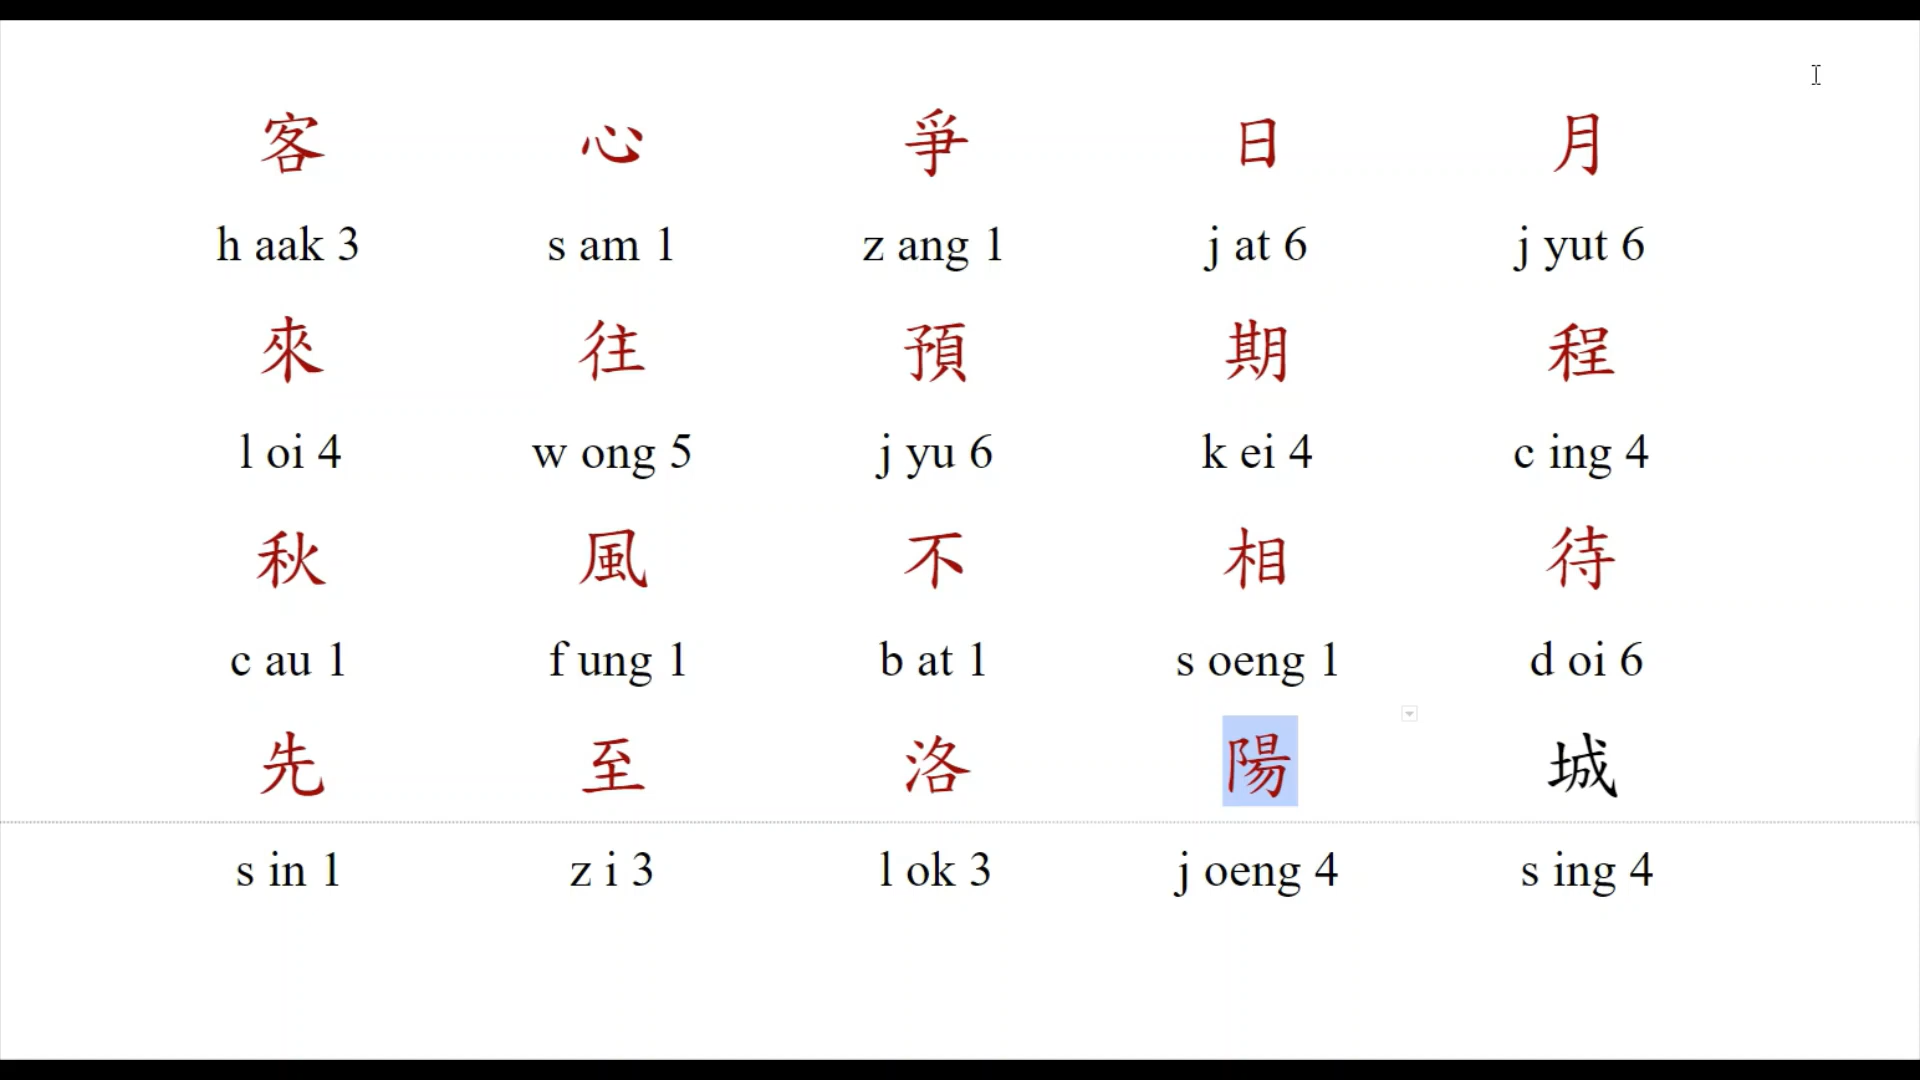 客 心 爭 日 月
h aak 3 s am 1 z ang 1 j at 6 j yut 6
來 往 預 期 程
l oi 4 w ong 5 j yu 6 k ei 4 c ing 4
秋 風 不 相 待
c au 1 f ung 1 b at 1 s oeng 1 d oi 6
先 至 洛 陽 城
s in 1 z i 3 l ok 3 j oeng 4 s ing 4